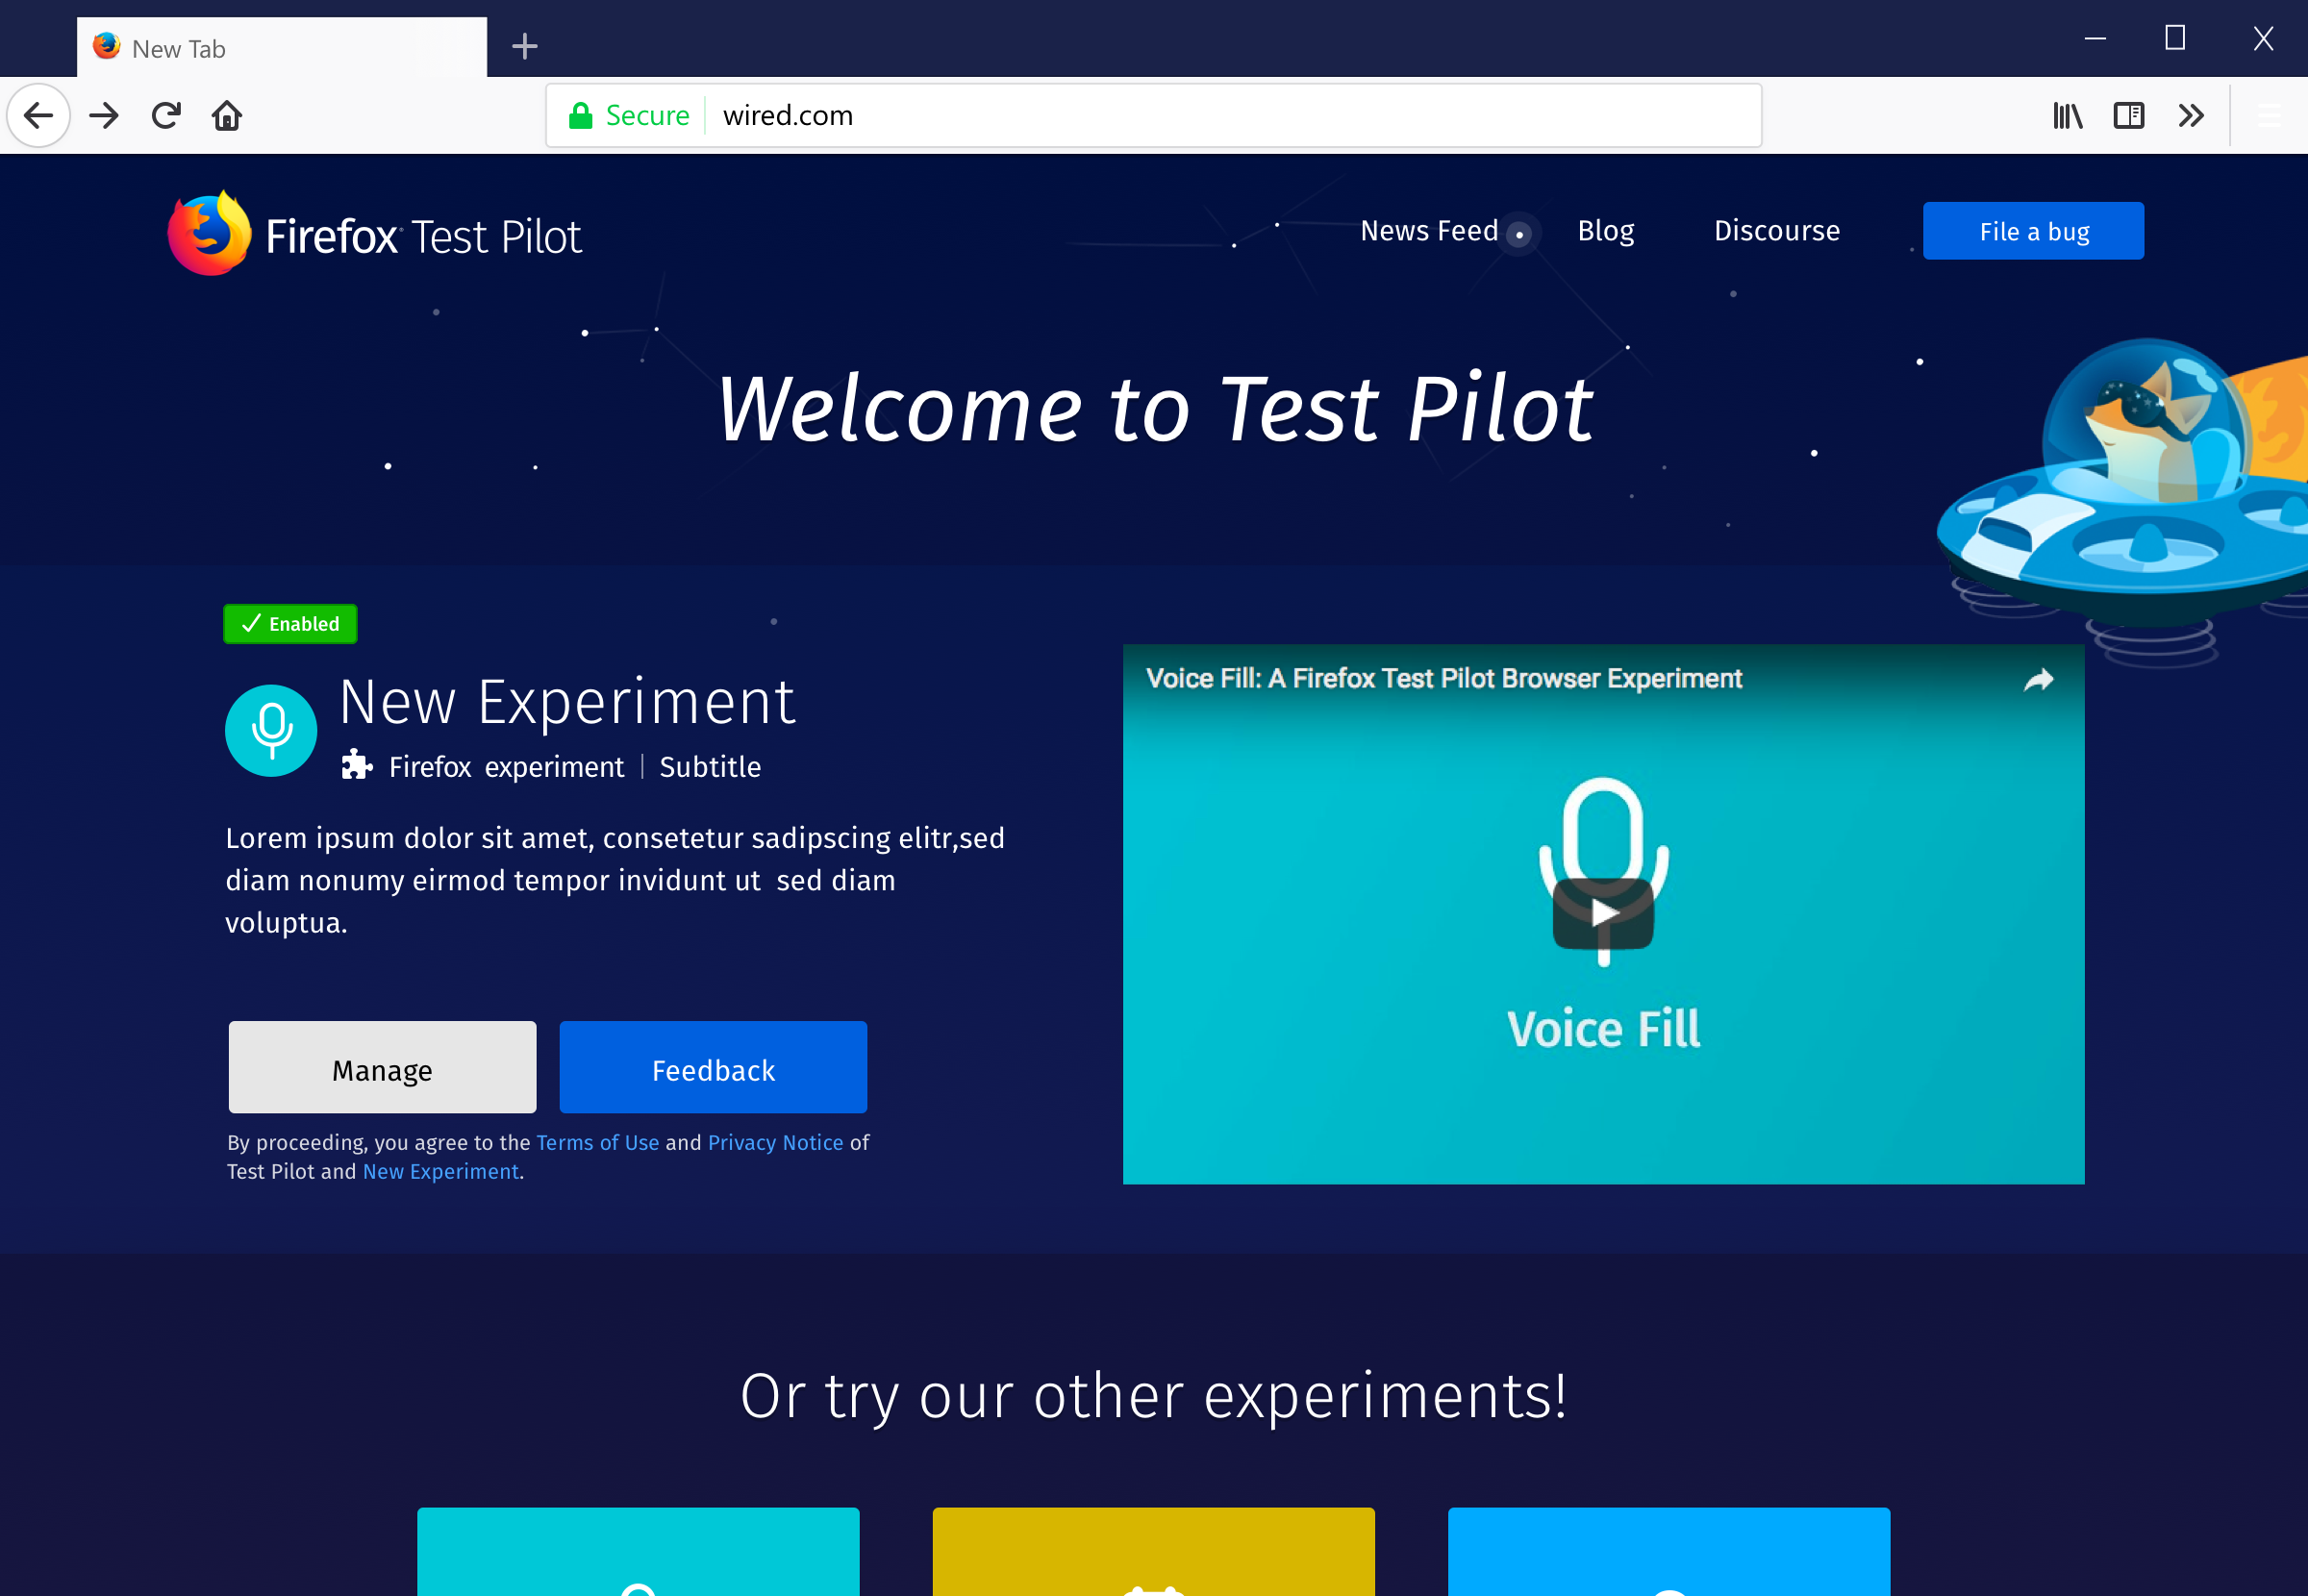 New Tab
Secure wired.com
Firefox Test Pilot
News Feed Blog Discourse File a bug
Welcome to Test Pilot
Enabled
New Experiment
Firefox experiment | Subtitle
Lorem ipsum dolor sit amet, consetetur sadipscing elitr,sed
diam nonumy eirmod tempor invidunt ut sed diam
voluptua.
Manage Feedback
By proceeding, you agree to the Terms of Use and Privacy Notice of
Test Pilot and New Experiment.
Voice Fill: A Firefox Test Pilot Browser Experiment
Voice Fill
Or try our other experiments!